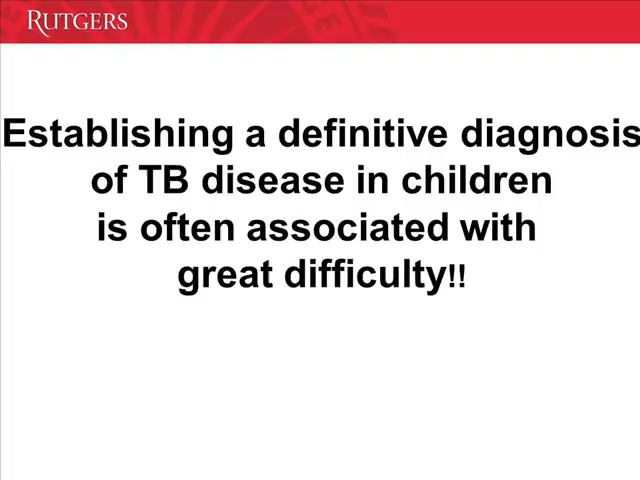 RUTGERS
Establishing a definitive diagnosis
of TB disease in children
is often associated with
great difficulty!!